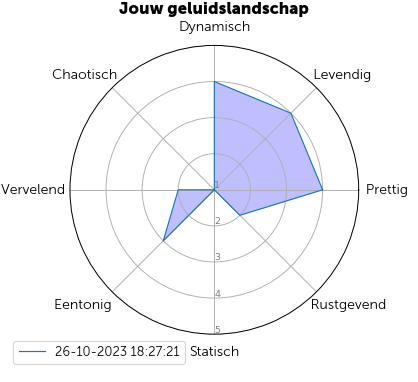 Jouw geluidslandschap
Dynamisch
Chaotisch
Levendig
Vervelend
1
Prettig
2
3
Eentonig
4
Rustgevend
5
26-10-2023 18:27:21
Statisch